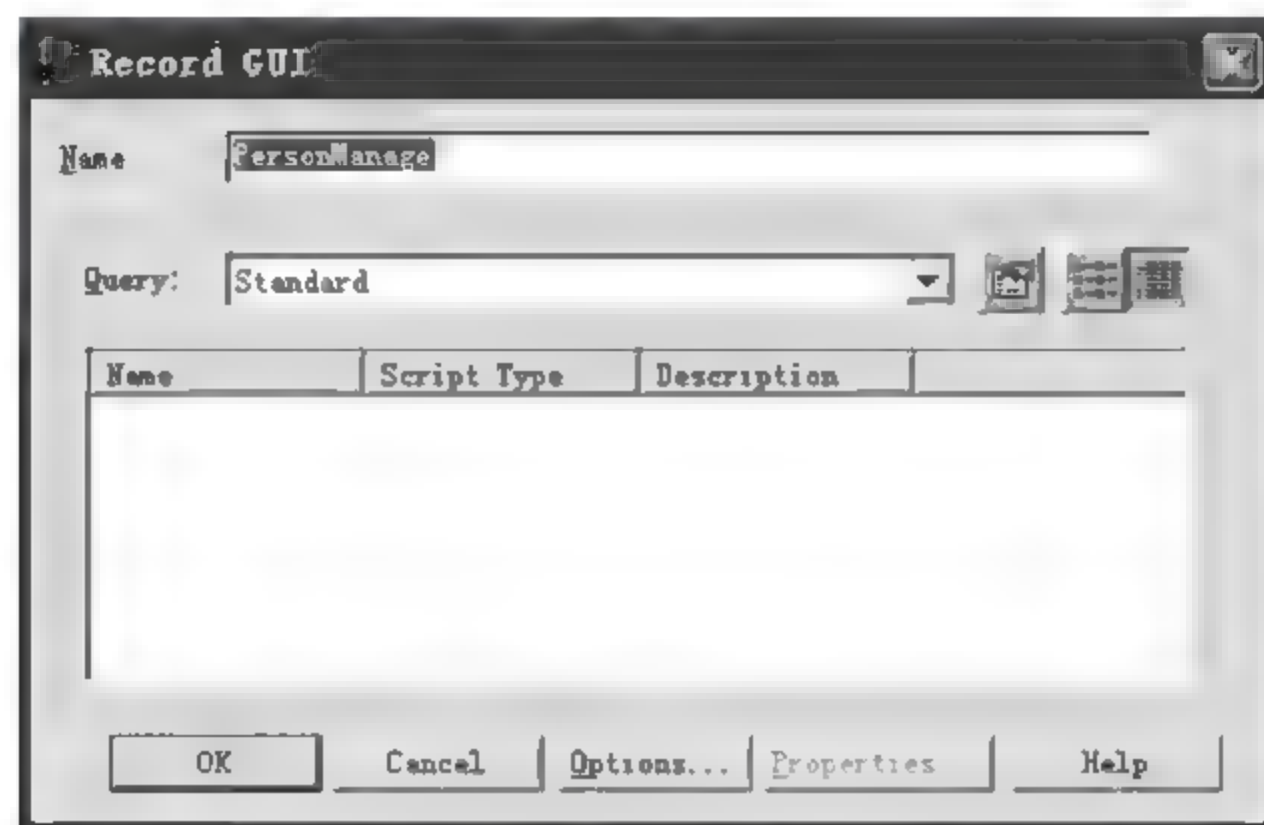 Record GUI
Name PersonManage
Query: Standard
Name Script Type Description
OK Cancel Options... Properties Help